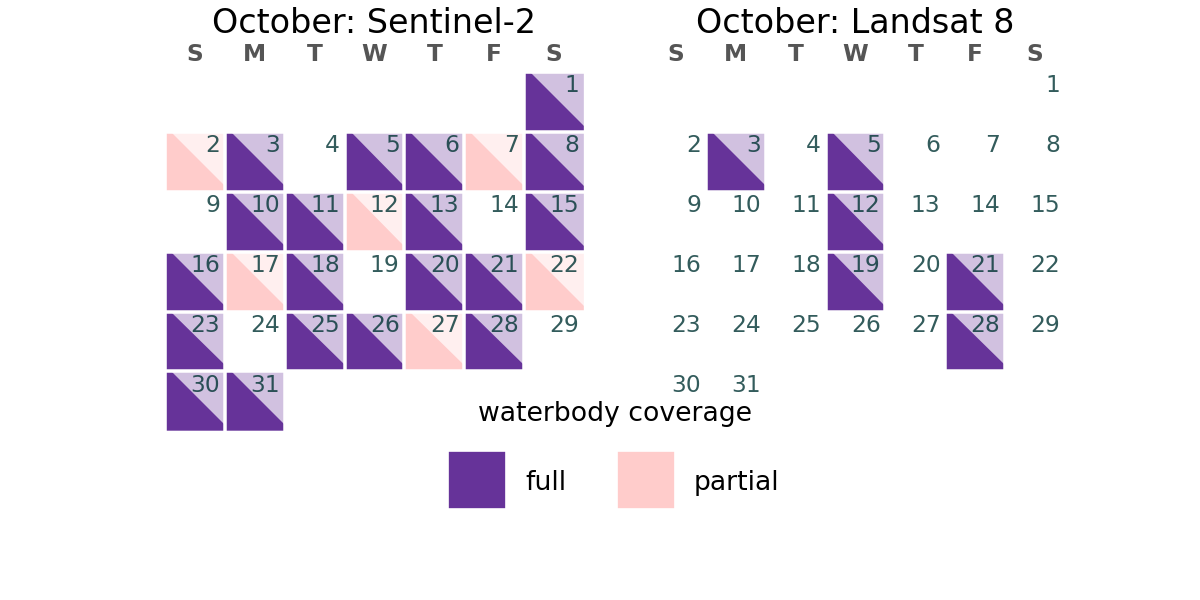 October: Sentinel-2
S M T W T F S
1
2 3 4 5 6 7 8
9 10 11 12 13 14 15
16 17 18 19 20 21 22
23 24 25 26 27 28 29
30 31
October: Landsat 8
S M T W T F S
1
2 3 4 5 6 7 8
9 10 11 12 13 14 15
16 17 18 19 20 21 22
23 24 25 26 27 28 29
30 31
waterbody coverage
full partial